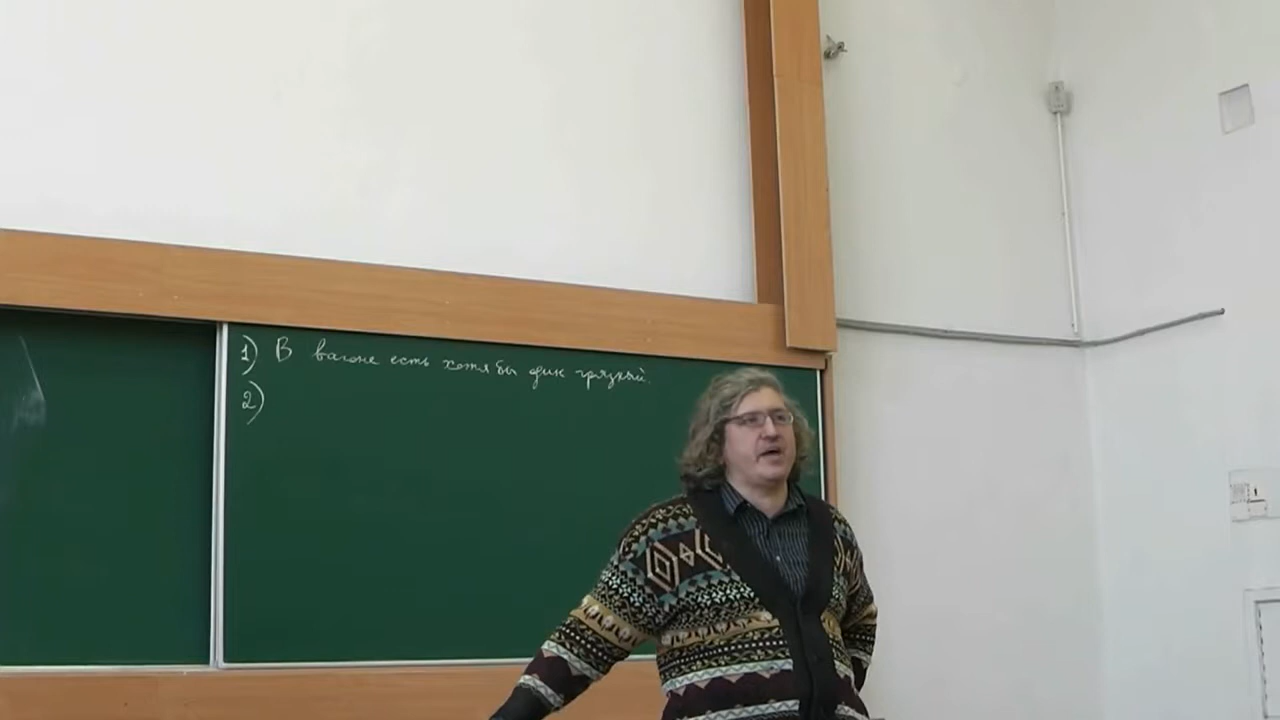 1) В вагоне есть хотя бы один грязный.
2)